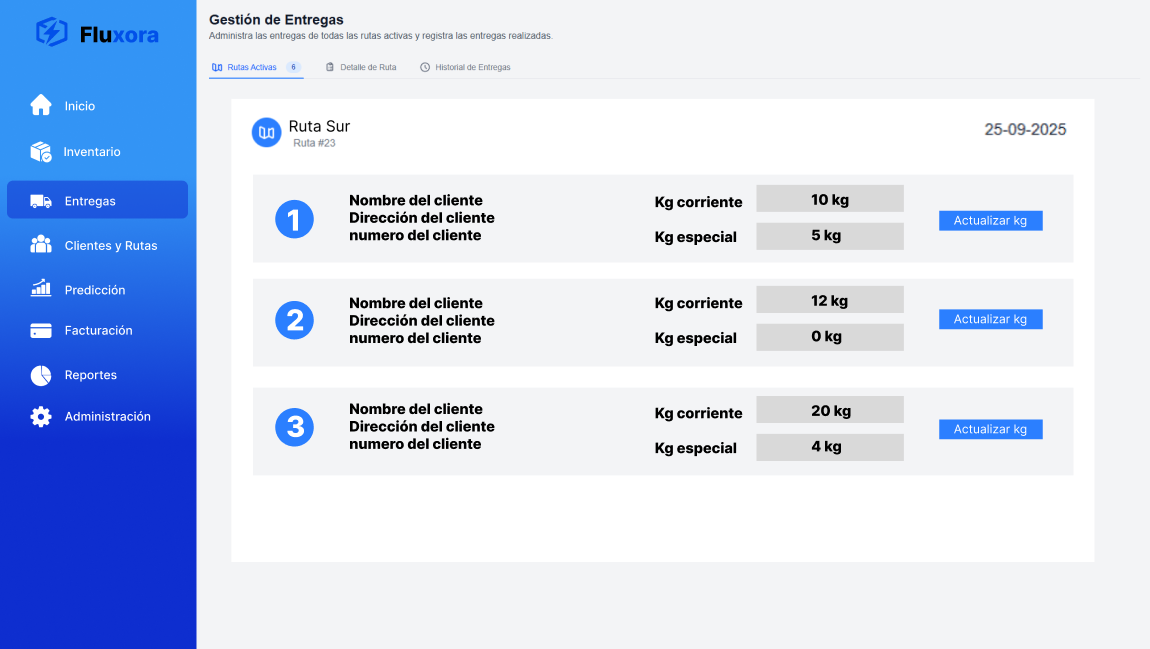 Fluxora
Inicio
Inventario
Entregas
Clientes y Rutas
Predicción
Facturación
Reportes
Administración
Gestión de Entregas
Administra las entregas de todas las rutas activas y registra las entregas realizadas.
Rutas Activas 6 Detalle de Ruta Historial de Entregas
Ruta Sur
Ruta #23
25-09-2025
1
Nombre del cliente
Dirección del cliente
numero del cliente
Kg corriente 10 kg
Kg especial 5 kg
Actualizar kg
2
Nombre del cliente
Dirección del cliente
numero del cliente
Kg corriente 12 kg
Kg especial 0 kg
Actualizar kg
3
Nombre del cliente
Dirección del cliente
numero del cliente
Kg corriente 20 kg
Kg especial 4 kg
Actualizar kg